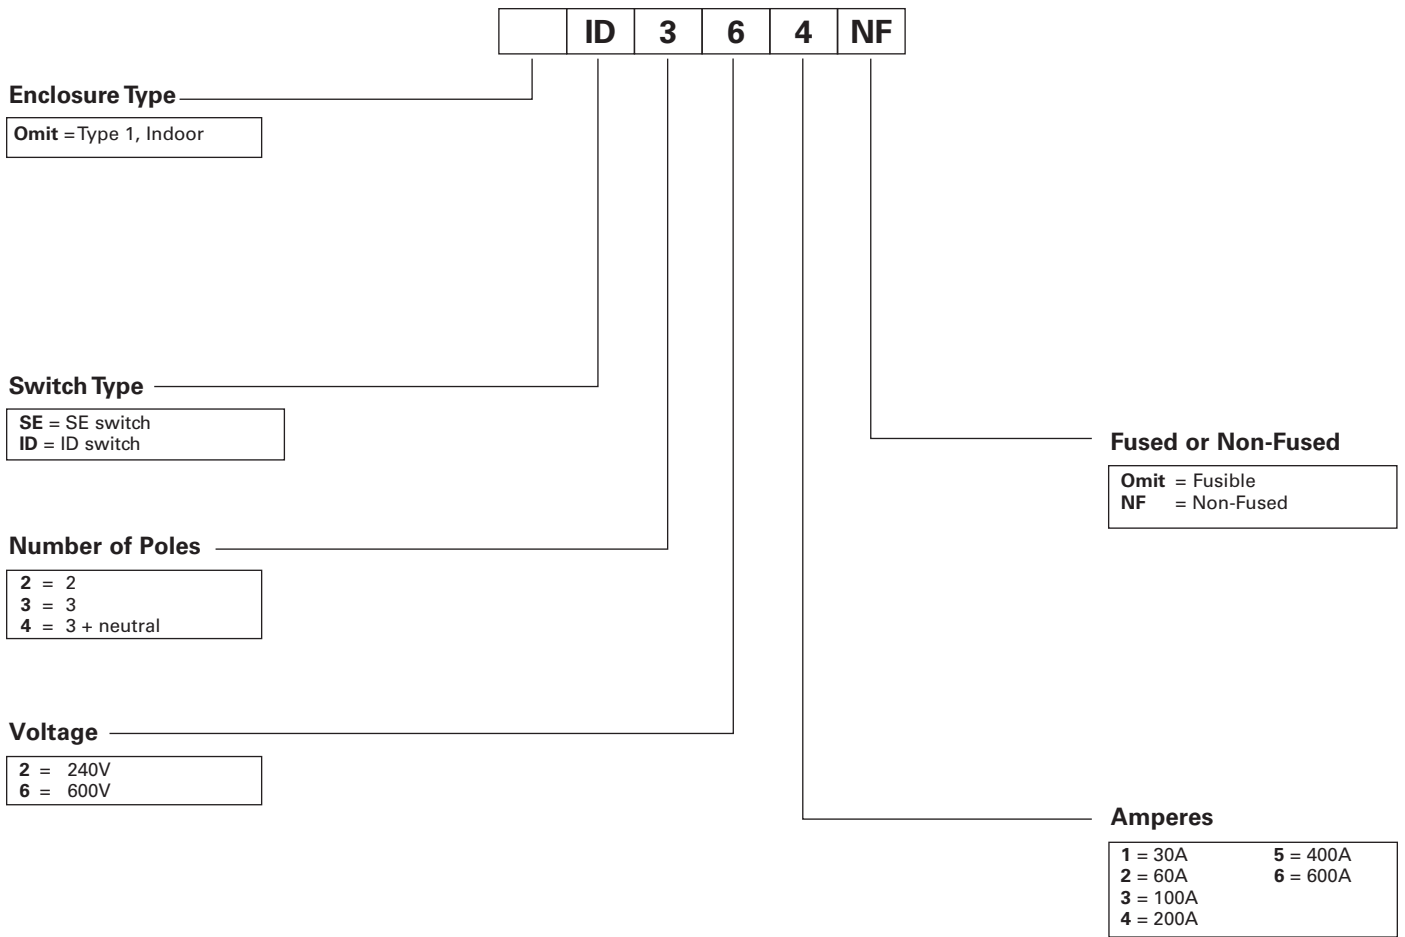 ID 3 6 4 NF
Enclosure Type
Omit = Type 1, Indoor
Switch Type
SE = SE switch
ID = ID switch
Number of Poles
2 = 2
3 = 3
4 = 3 + neutral
Voltage
2 = 240V
6 = 600V
Fused or Non-Fused
Omit = Fusible
NF = Non-Fused
Amperes
1 = 30A 5 = 400A
2 = 60A 6 = 600A
3 = 100A
4 = 200A